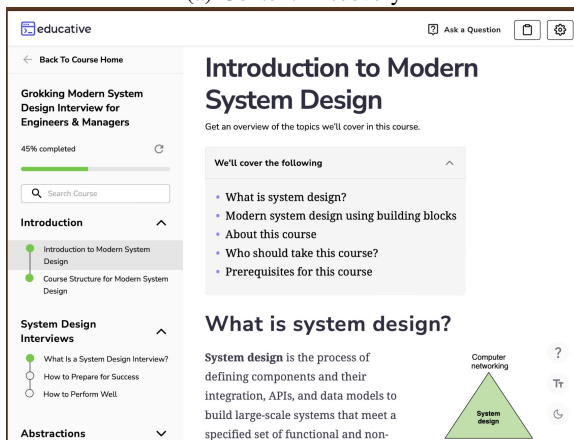 educative
Ask a Question
Back To Course Home
Grokking Modern System
Design Interview for
Engineers & Managers
45% completed
Search Course
Introduction
Introduction to Modern System
Design
Course Structure for Modern System
Design
System Design
Interviews
What Is a System Design Interview?
How to Prepare for Success
How to Perform Well
Abstractions
Introduction to Modern
System Design
Get an overview of the topics we'll cover in this course.
We'll cover the following
What is system design?
Modern system design using building blocks
About this course
Who should take this course?
Prerequisites for this course
What is system design?
System design is the process of
defining components and their
integration, APIs, and data models to
build large-scale systems that meet a
specified set of functional and non-
Computer
networking
System
design
?
TT